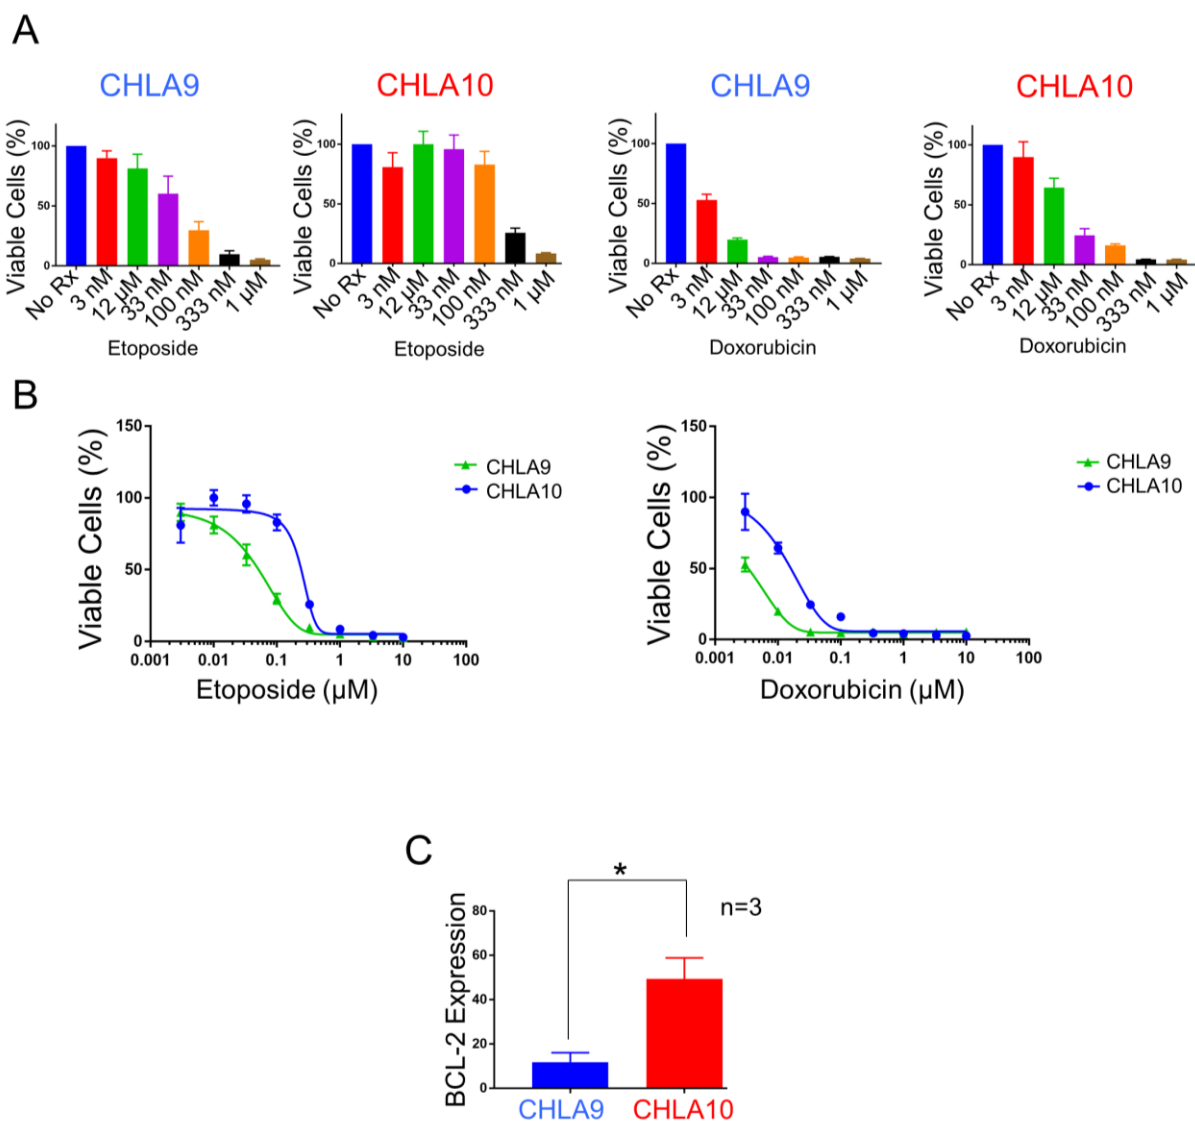 A
CHLA9
CHLA10
CHLA9
CHLA10
Viable Cells (%)
100
50
0
No Rx
3 nM
12 µM
33 nM
100 nM
333 nM
1 µM
Etoposide
Viable Cells (%)
100
50
0
No Rx
3 nM
12 µM
33 nM
100 nM
333 nM
1 µM
Etoposide
Viable Cells (%)
100
50
0
No Rx
3 nM
12 µM
33 nM
100 nM
333 nM
1 µM
Doxorubicin
Viable Cells (%)
100
50
0
No Rx
3 nM
12 µM
33 nM
100 nM
333 nM
1 µM
Doxorubicin
B
Viable Cells (%)
150
100
50
0
0.001
0.01
0.1
1
10
100
Etoposide (µM)
CHLA9
CHLA10
Viable Cells (%)
150
100
50
0
0.001
0.01
0.1
1
10
100
Doxorubicin (µM)
CHLA9
CHLA10
C
*
n=3
BCL-2 Expression
80
60
40
20
0
CHLA9
CHLA10